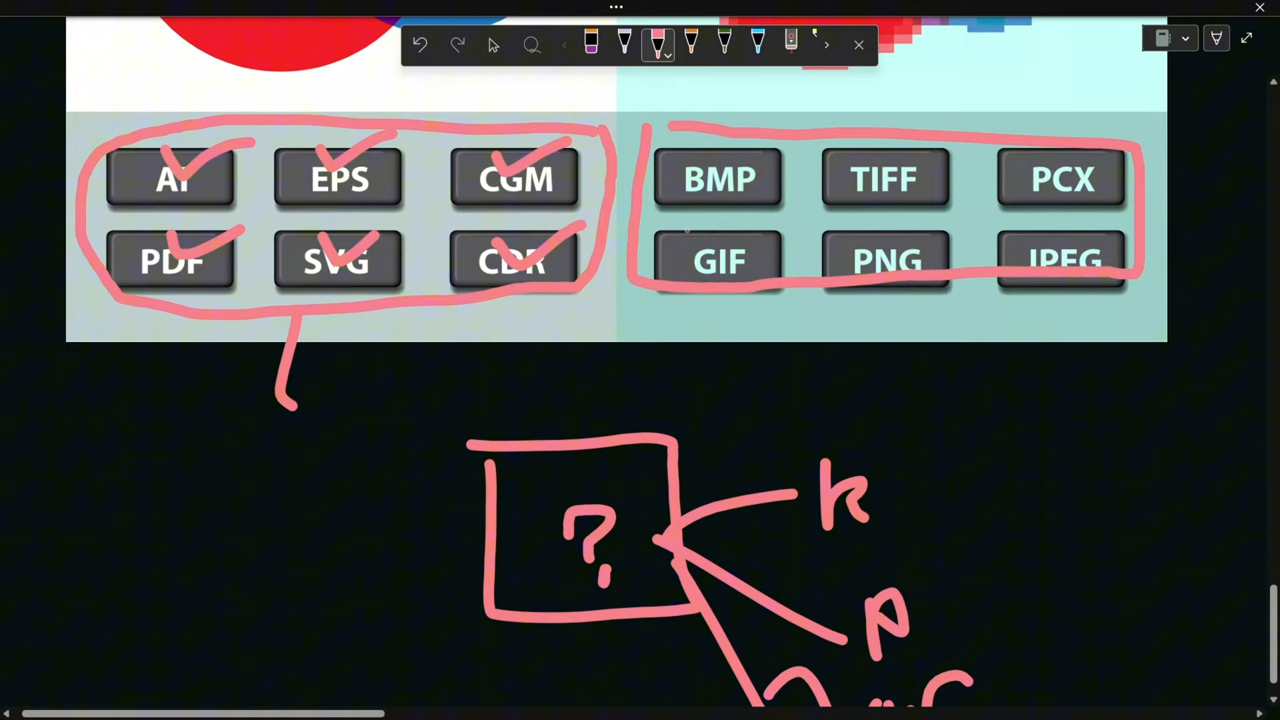 AI EPS CGM BMP TIFF PCX
PDF SVG CDR GIF PNG JPEG
?
R
P